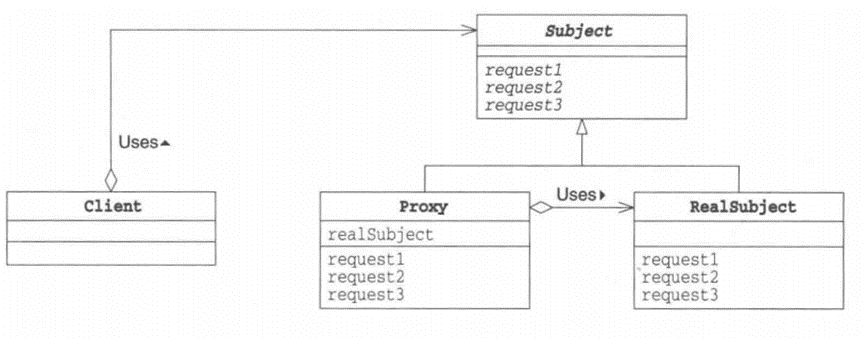 Subject
request1
request2
request3
Uses
Client
Proxy
realSubject
request1
request2
request3
Uses
RealSubject
request1
request2
request3